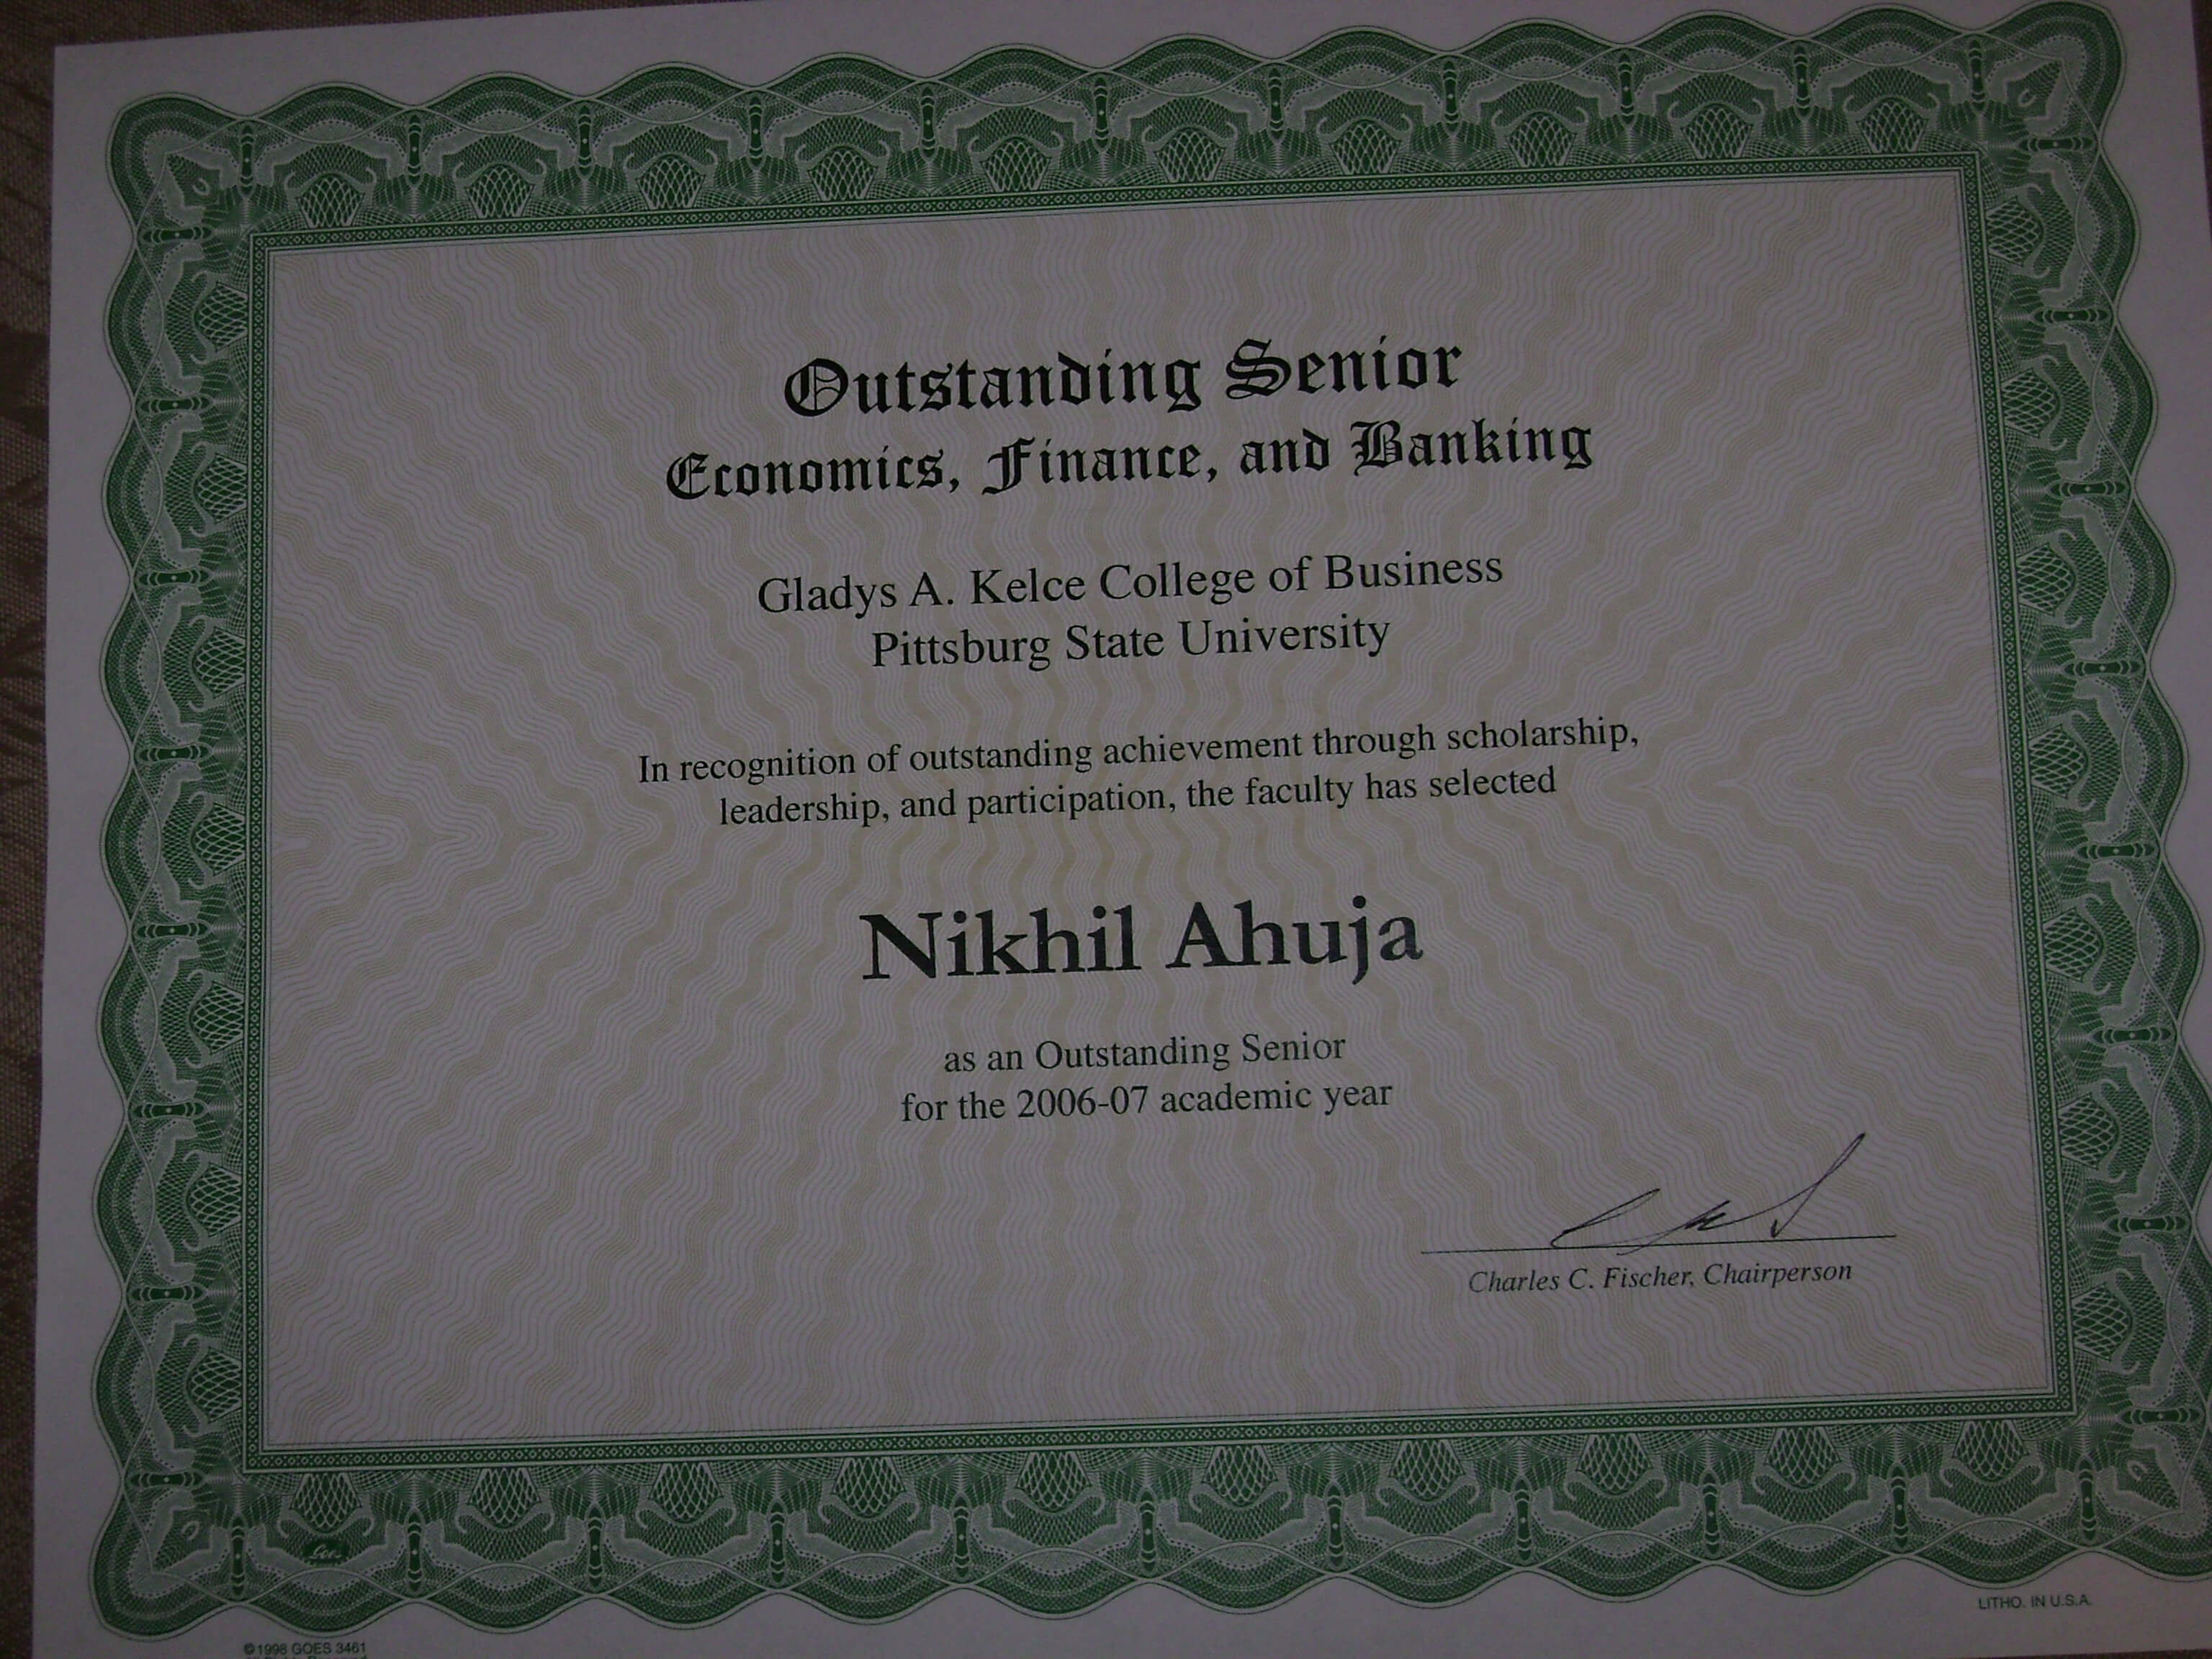 Outstanding Senior
Economics, Finance, and Banking
Gladys A. Kelce College of Business
Pittsburg State University
In recognition of outstanding achievement through scholarship,
leadership, and participation, the faculty has selected
Nikhil Ahuja
as an Outstanding Senior
for the 2006-07 academic year
Charles C. Fischer, Chairperson
LITHO. IN U.S.A.
©1998 GOES 3461